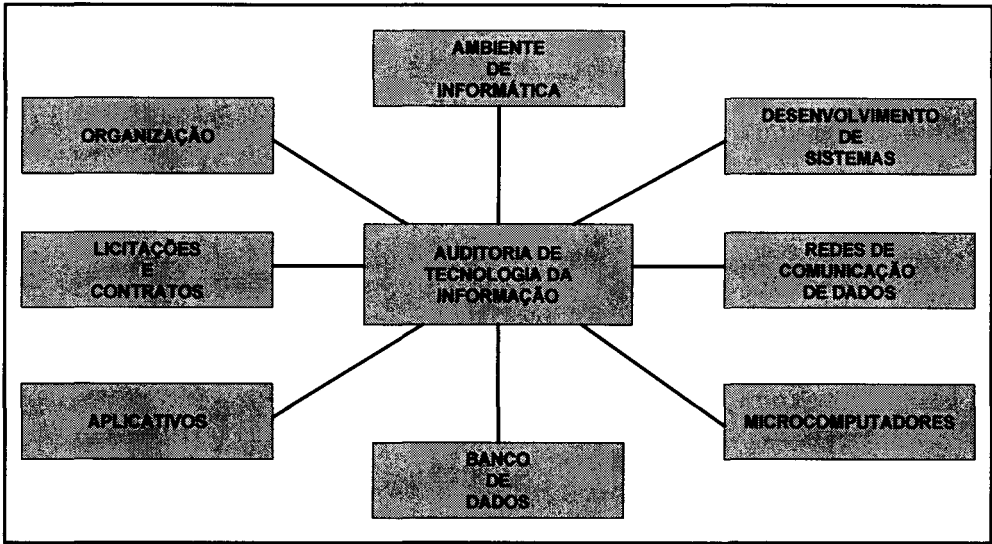 AMBIENTE
DE
INFORMÁTICA
ORGANIZAÇÃO
DESENVOLVIMENTO
DE
SISTEMAS
LICITAÇÕES
E
CONTRATOS
AUDITORIA DE
TECNOLOGIA DA
INFORMAÇÃO
REDES DE
COMUNICAÇÃO
DE DADOS
APLICATIVOS
MICROCOMPUTADORES
BANCO
DE
DADOS